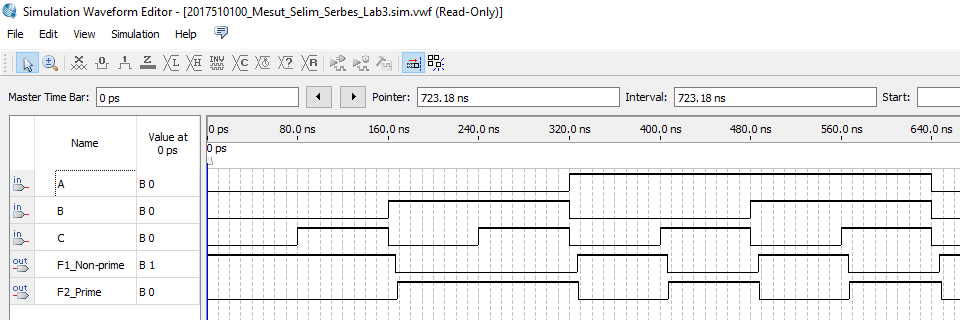 Simulation Waveform Editor - [2017510100_Mesut_Selim_Serbes_Lab3.sim.vwf (Read-Only)]
File Edit View Simulation Help
Master Time Bar: 0 ps Pointer: 723.18 ns Interval: 723.18 ns Start:
Name Value at 0 ps
0 ps 80.0 ns 160.0 ns 240.0 ns 320.0 ns 400.0 ns 480.0 ns 560.0 ns 640.0 ns
0 ps
in A B 0
in B B 0
in C B 0
out F1_Non-prime B 1
out F2_Prime B 0